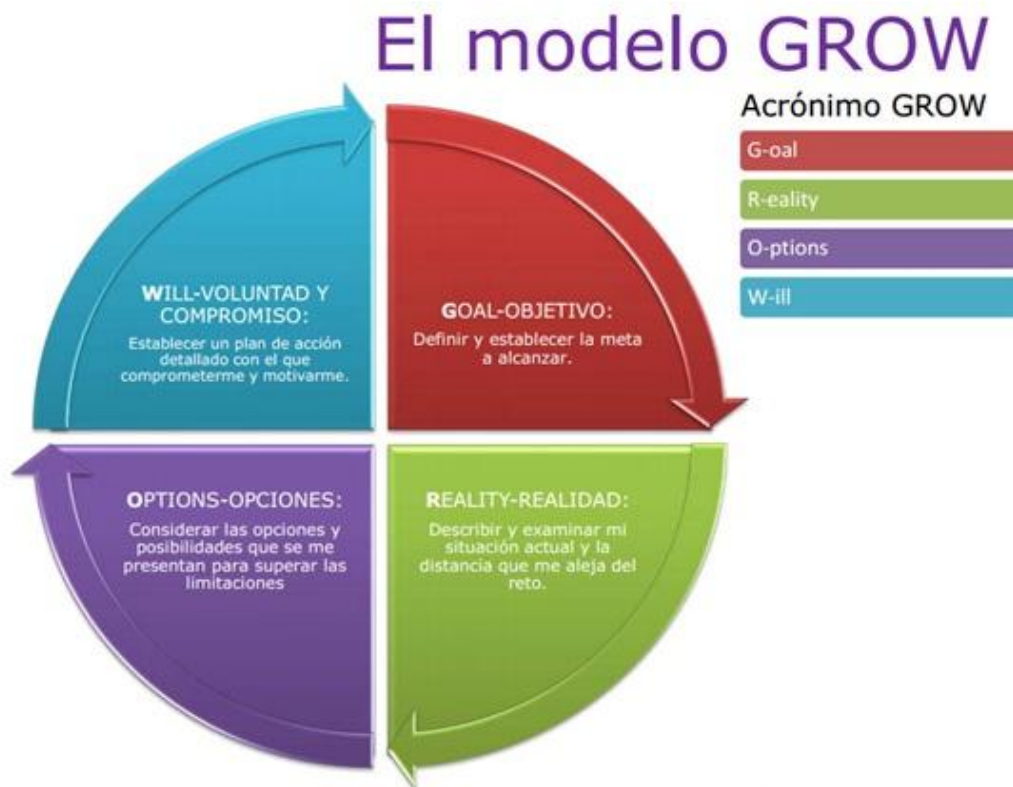 El modelo GROW
Acrónimo GROW
G-oal
R-eality
O-ptions
W-ill
GOAL-OBJETIVO:
Definir y establecer la meta
a alcanzar.
REALITY-REALIDAD:
Describir y examinar mi
situación actual y la
distancia que me aleja del
reto.
OPTIONS-OPCIONES:
Considerar las opciones y
posibilidades que se me
presentan para superar las
limitaciones
WILL-VOLUNTAD Y
COMPROMISO:
Establecer un plan de acción
detallado con el que
comprometerme y motivarme.